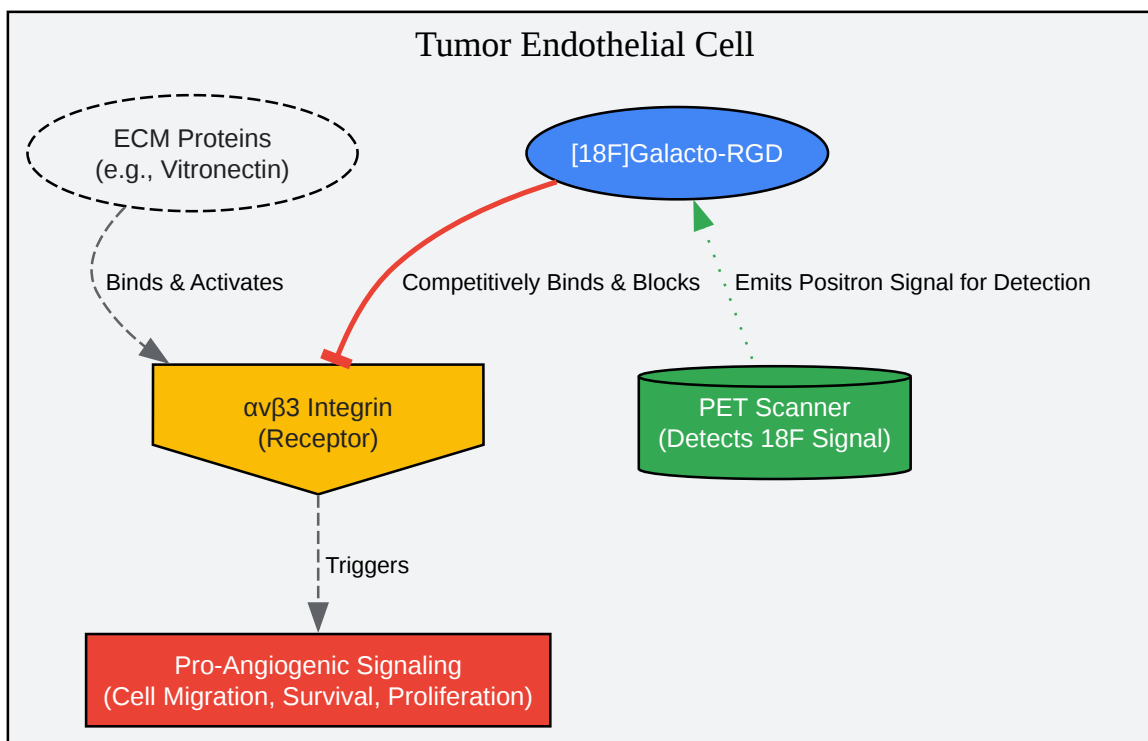 Tumor Endothelial Cell
ECM Proteins
(e.g., Vitronectin)
[18F]Galacto-RGD
Binds & Activates
Competitively Binds & Blocks
Emits Positron Signal for Detection
αvβ3 Integrin
(Receptor)
PET Scanner
(Detects 18F Signal)
Triggers
Pro-Angiogenic Signaling
(Cell Migration, Survival, Proliferation)